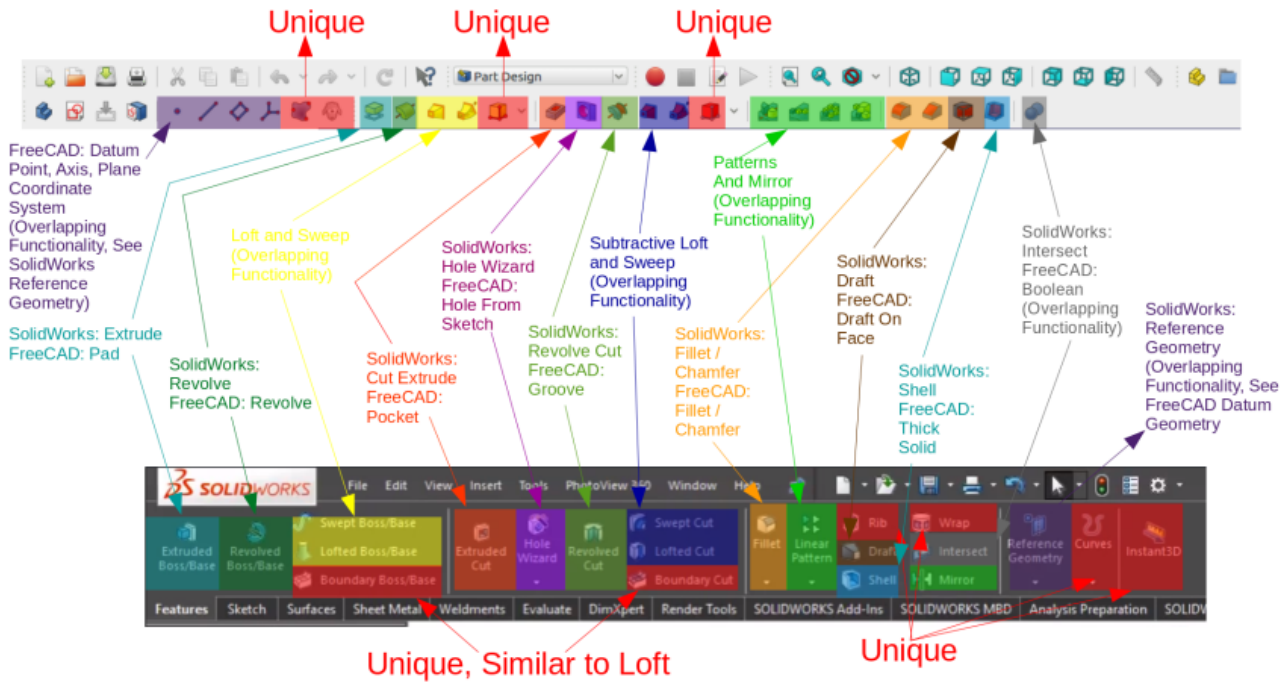 Unique
Unique
Unique
Part Design
FreeCAD: Datum
Point, Axis, Plane
Coordinate
System
(Overlapping
Functionality, See
SolidWorks
Reference
Geometry)
SolidWorks: Extrude
FreeCAD: Pad
SolidWorks:
Revolve
FreeCAD: Revolve
Loft and Sweep
(Overlapping
Functionality)
SolidWorks:
Cut Extrude
FreeCAD:
Pocket
SolidWorks:
Hole Wizard
FreeCAD:
Hole From
Sketch
SolidWorks:
Revolve Cut
FreeCAD:
Groove
Subtractive Loft
and Sweep
(Overlapping
Functionality)
Patterns
And Mirror
(Overlapping
Functionality)
SolidWorks:
Fillet /
Chamfer
FreeCAD:
Fillet /
Chamfer
SolidWorks:
Draft
FreeCAD:
Draft On
Face
SolidWorks:
Shell
FreeCAD:
Thick
Solid
SolidWorks:
Intersect
FreeCAD:
Boolean
(Overlapping
Functionality)
SolidWorks:
Reference
Geometry
(Overlapping
Functionality, See
FreeCAD Datum
Geometry
SOLIDWORKS File Edit View Insert Tools PhotoView 360 Window Help
Extruded
Boss/Base
Revolved
Boss/Base
Swept Boss/Base
Lofted Boss/Base
Boundary Boss/Base
Extruded
Cut
Hole
Wizard
Revolved
Cut
Swept Cut
Lofted Cut
Boundary Cut
Fillet
Linear
Pattern
Rib
Draft
Shell
Wrap
Intersect
Mirror
Reference
Geometry
Curves
Instant3D
Features Sketch Surfaces Sheet Metal Weldments Evaluate DimXpert Render Tools SOLIDWORKS Add-Ins SOLIDWORKS MBD Analysis Preparation SOLIDW
Unique, Similar to Loft
Unique